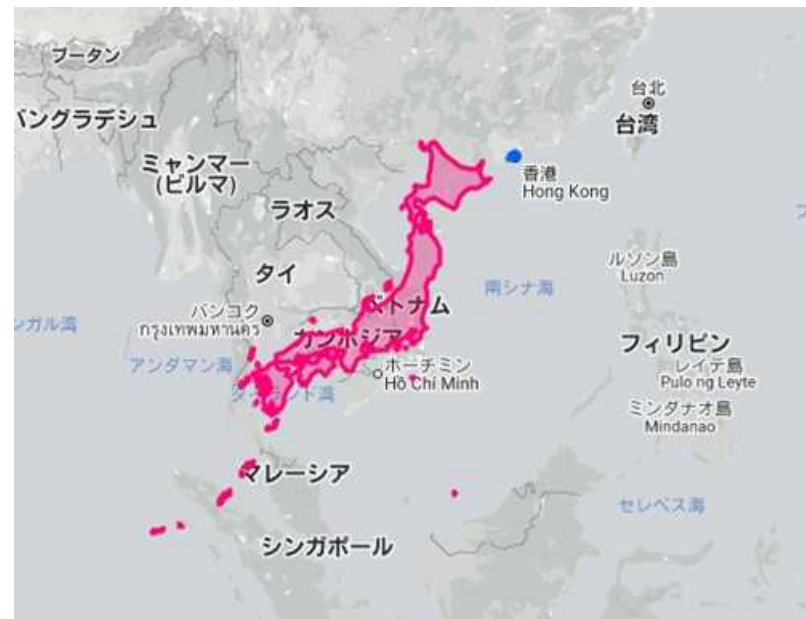 ブータン
台北
台湾
バングラデシュ
ミャンマー
(ビルマ)
香港
Hong Kong
ラオス
ルソン島
Luzon
タイ
南シナ海
ベトナム
バンコク
กรุงเทพมหานคร
ンガル湾
カンボジア
フィリピン
アンダマン海
ホーチミン
Hồ Chí Minh
レイテ島
Pulo ng Leyte
タイランド湾
ミンダナオ島
Mindanao
マレーシア
セレベス海
シンガポール